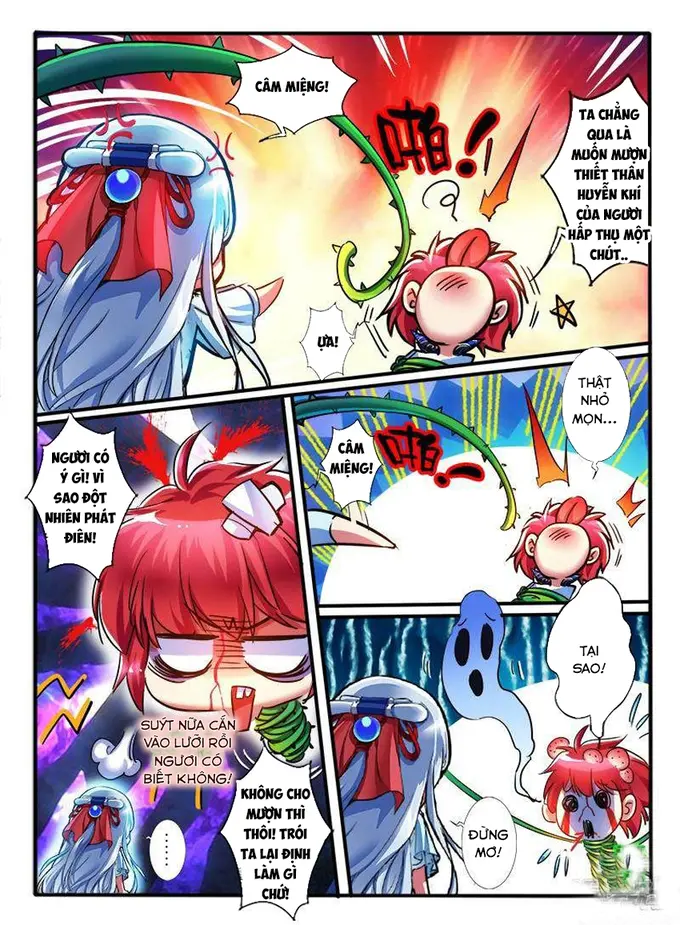 CÂM MIỆNG!
啪!
TA CHẲNG
QUA LÀ
MUỐN MƯỢN
THIẾT THẦN
HUYỄN KHÍ
CỦA NGƯƠI
HẤP THỤ MỘT
CHÚT..
ỰA!
THẬT
NHỎ
MỌN...
CÂM
MIỆNG!
啪!
NGƯƠI CÓ
Ý GÌ! VÌ
SAO ĐỘT
NHIÊN PHÁT
ĐIÊN!
SUÝT NỮA CẮN
VÀO LƯỠI RỒI
NGƯƠI CÓ
BIẾT KHÔNG!
KHÔNG CHO
MƯỢN THÌ
THÔI! TRÓI
TA LẠI ĐỊNH
LÀM GÌ
CHỨ!
......
TẠI
SAO!
ĐỪNG
MƠ!